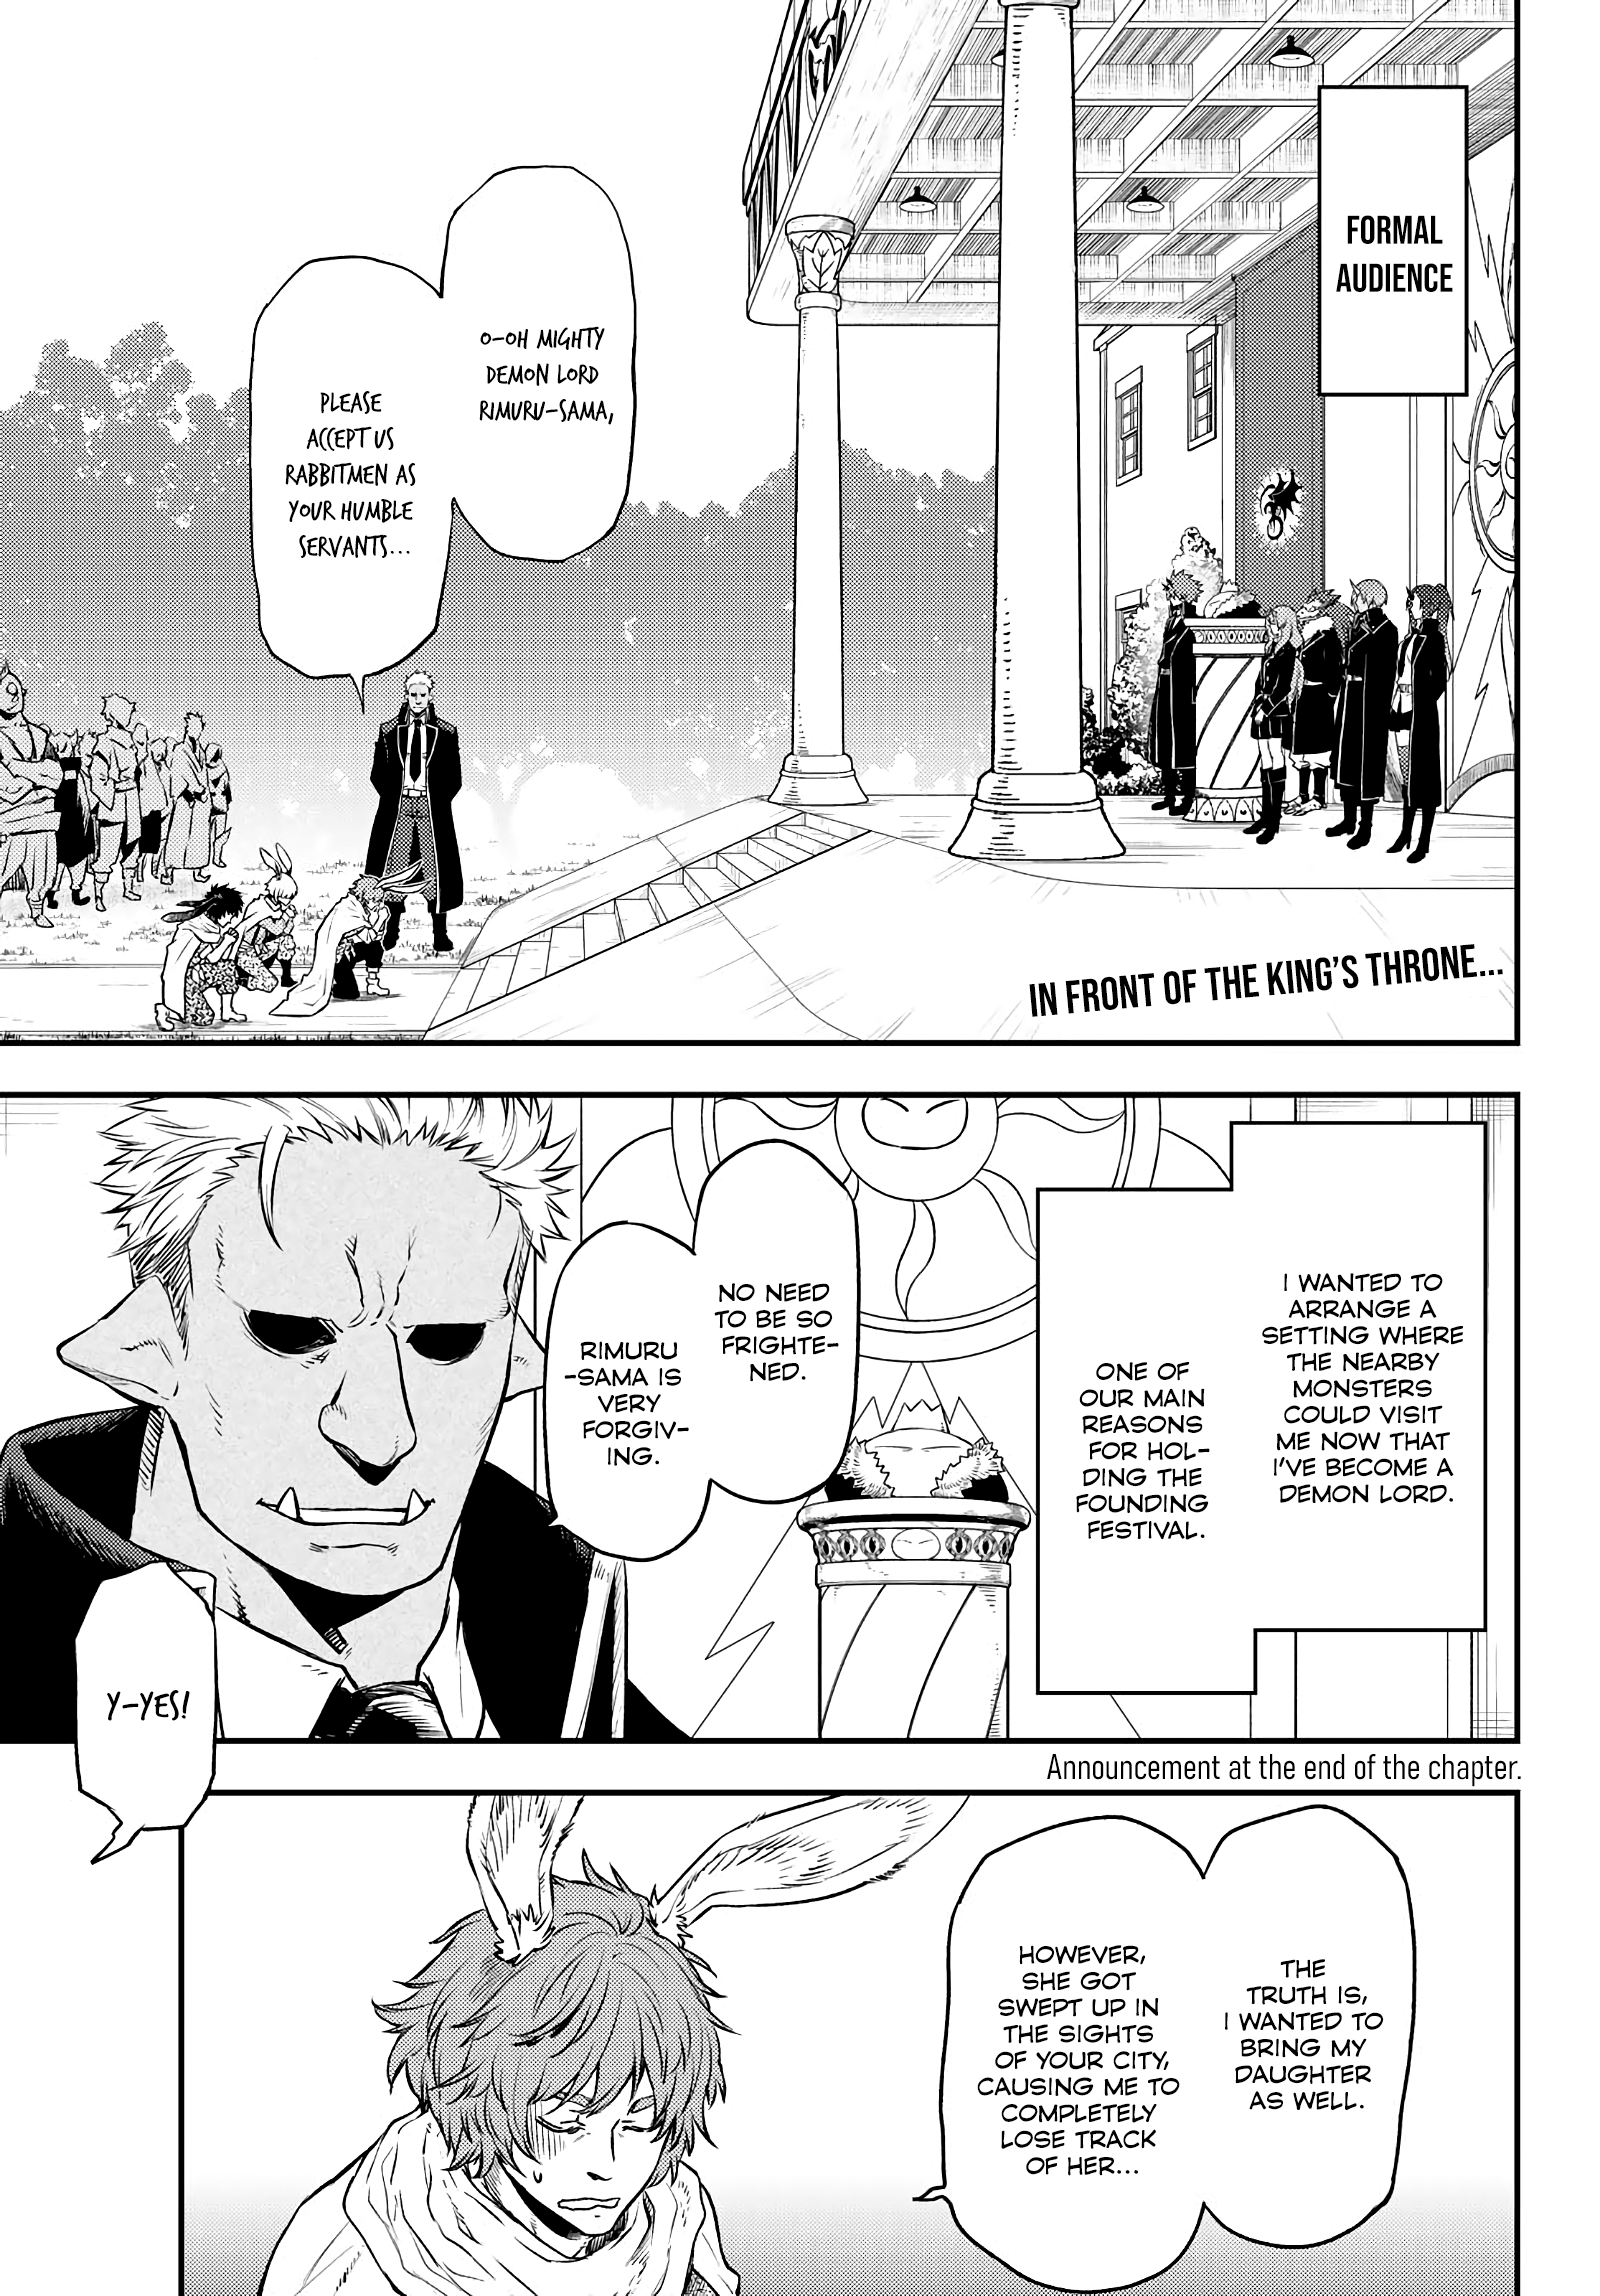 FORMAL
AUDIENCE
O-OH MIGHTY
DEMON LORD
RIMURU-SAMA,
PLEASE
ACCEPT US
RABBITMEN AS
YOUR HUMBLE
SERVANTS...
IN FRONT OF THE KING'S THRONE...
I WANTED TO
ARRANGE A
SETTING WHERE
THE NEARBY
MONSTERS
COULD VISIT
ME NOW THAT
I'VE BECOME A
DEMON LORD.
ONE OF
OUR MAIN
REASONS
FOR HOL-
DING THE
FOUNDING
FESTIVAL.
NO NEED
TO BE SO
FRIGHTE-
NED.
RIMURU
-SAMA IS
VERY
FORGIV-
ING.
Y-YES!
Announcement at the end of the chapter.
THE
TRUTH IS,
I WANTED TO
BRING MY
DAUGHTER
AS WELL.
HOWEVER,
SHE GOT
SWEPT UP IN
THE SIGHTS
OF YOUR CITY,
CAUSING ME TO
COMPLETELY
LOSE TRACK
OF HER...